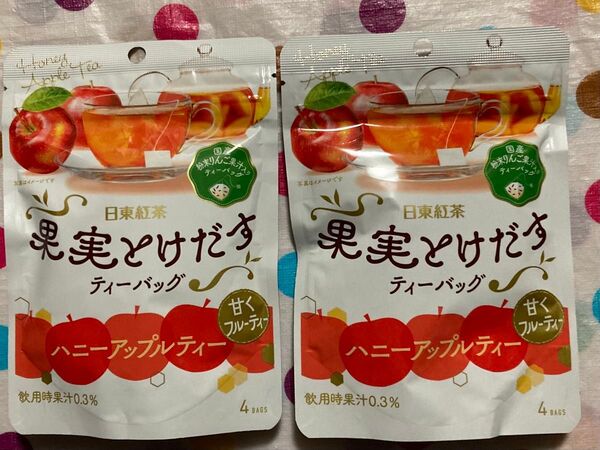 Honey
Apple Tea
写真はイメージです
国産
粉末りんご果汁入り
ティーバッグ
日東紅茶
果実とけだす
ティーバッグ
甘く
フルーティー
ハニーアップルティー
飲用時果汁0.3%
4 BAGS
Honey
Apple Tea
写真はイメージです
国産
粉末りんご果汁入り
ティーバッグ
日東紅茶
果実とけだす
ティーバッグ
甘く
フルーティー
ハニーアップルティー
飲用時果汁0.3%
4 BAGS